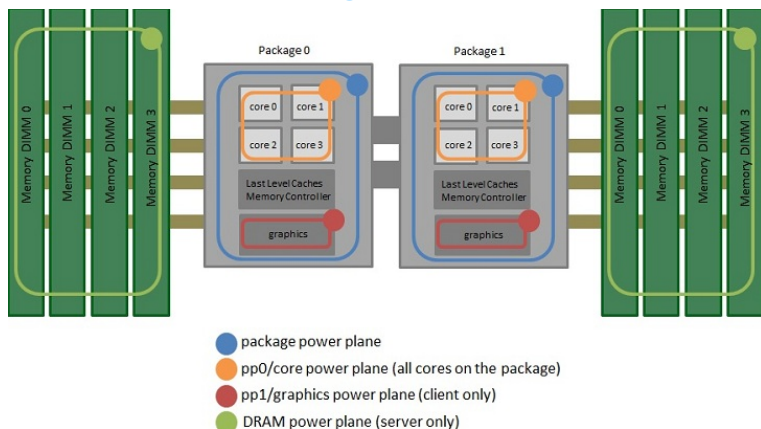 Package 0
Package 1
Memory DIMM 0
Memory DIMM 1
Memory DIMM 2
Memory DIMM 3
core 0
core 1
core 2
core 3
Last Level Caches
Memory Controller
graphics
core 0
core 1
core 2
core 3
Last Level Caches
Memory Controller
graphics
Memory DIMM 0
Memory DIMM 1
Memory DIMM 2
Memory DIMM 3
package power plane
pp0/core power plane (all cores on the package)
pp1/graphics power plane (client only)
DRAM power plane (server only)